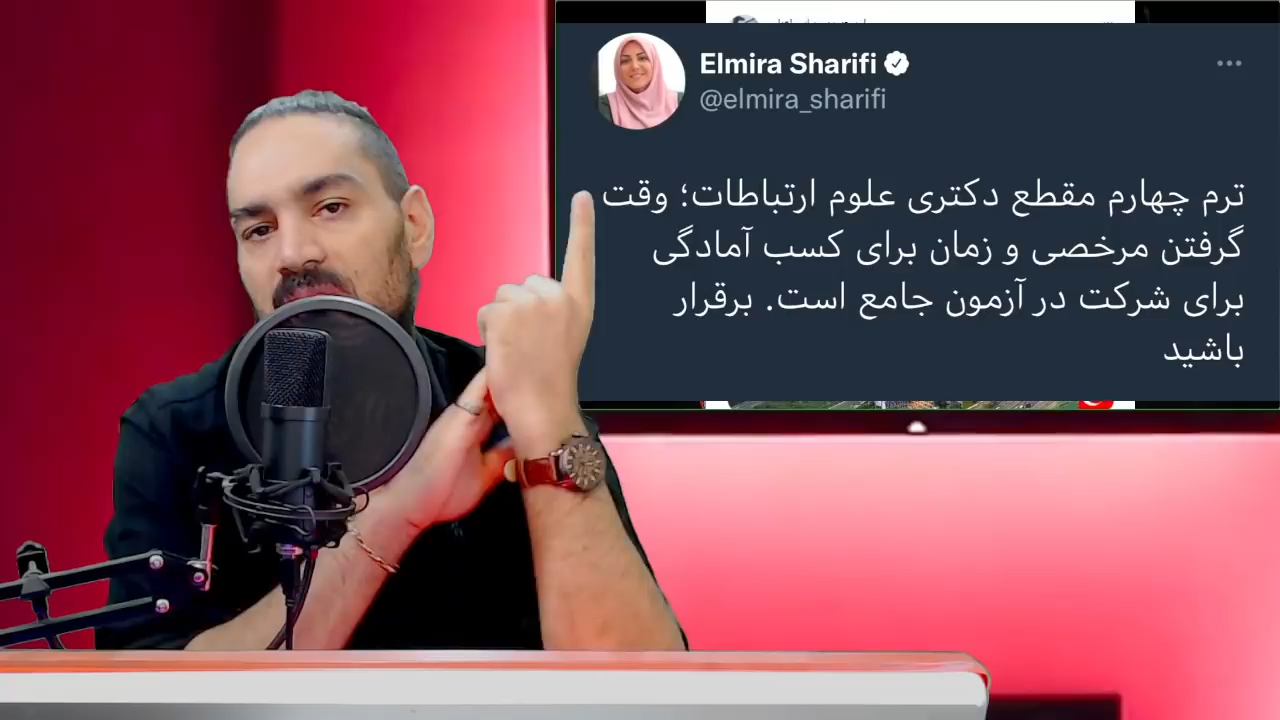 Elmira Sharifi
@elmira_sharifi
ترم چهارم مقطع دکتری علوم ارتباطات؛ وقت
گرفتن مرخصی و زمان برای کسب آمادگی
برای شرکت در آزمون جامع است. برقرار
باشید